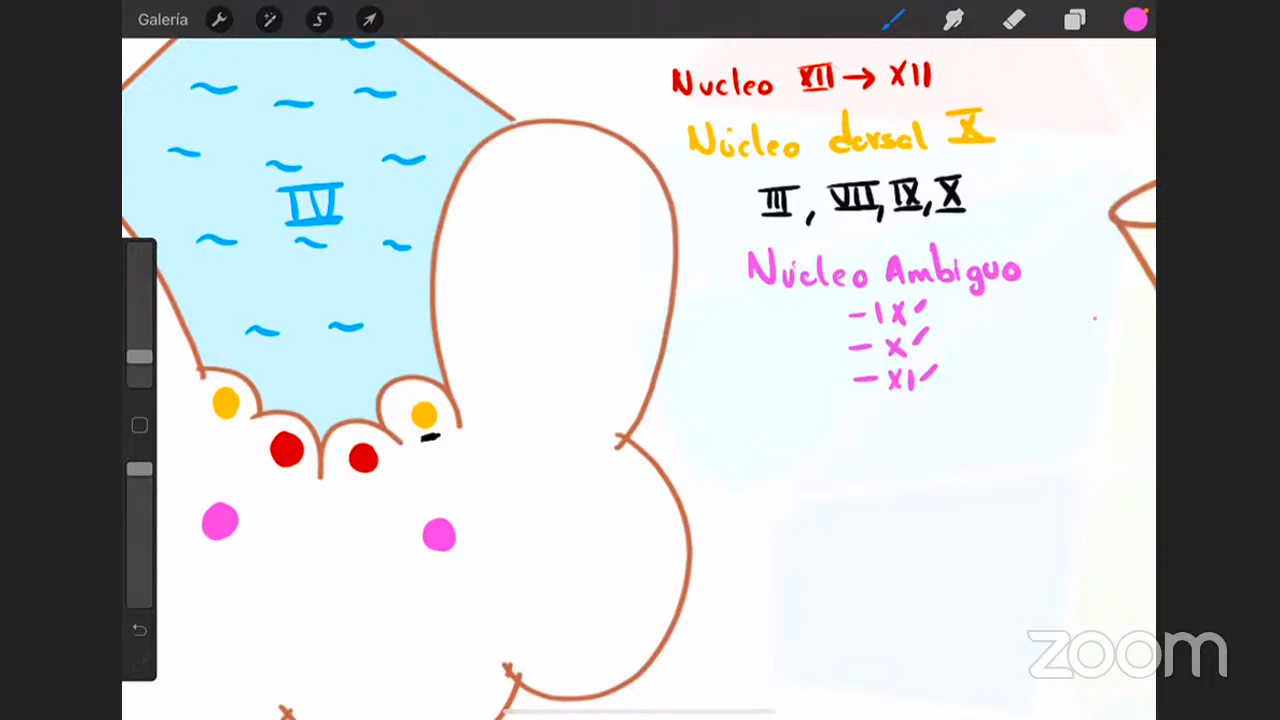 Galería
IV
Nucleo XII → XII
Núcleo dorsal X
III, VII, IX, X
Núcleo Ambiguo
- IX ✓
- X ✓
- XI ✓
zoom